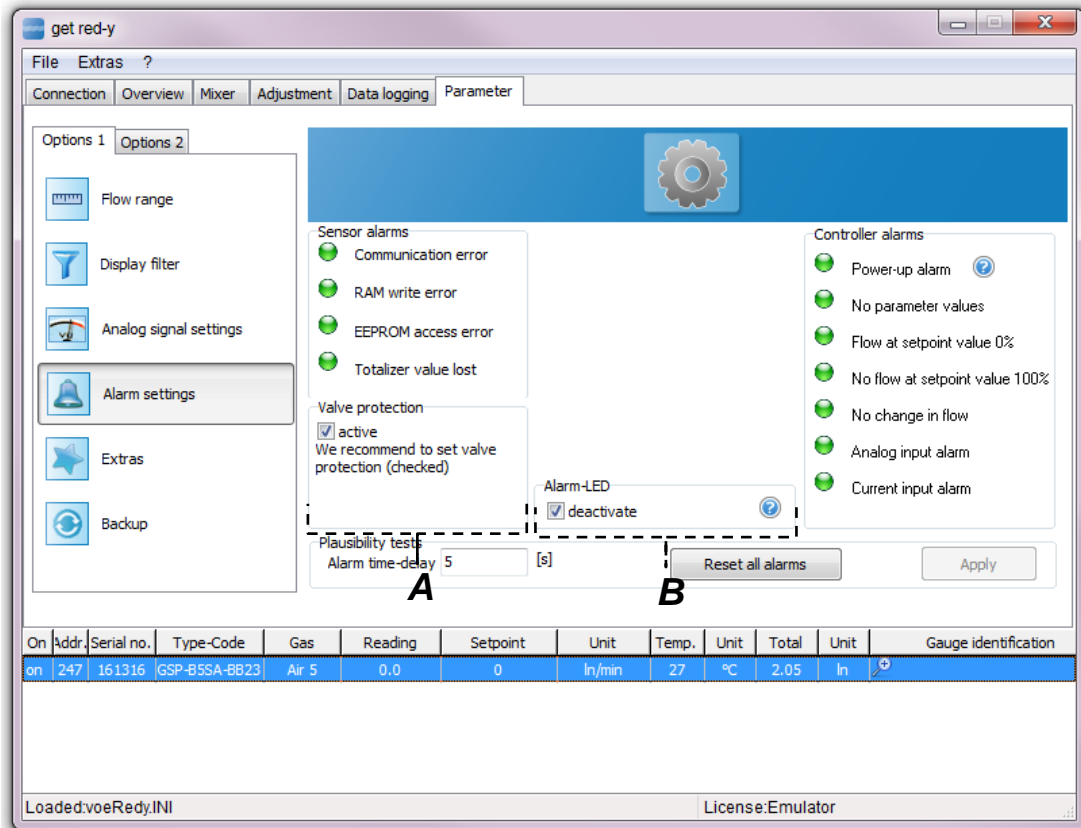 get red-y
File Extras ?
Connection Overview Mixer Adjustment Data logging Parameter
Options 1 Options 2
Flow range
Display filter
Analog signal settings
Alarm settings
Extras
Backup
Sensor alarms
Communication error
RAM write error
EEPROM access error
Totalizer value lost
Valve protection
active
We recommend to set valve
protection (checked)
Alarm-LED
deactivate
Controller alarms
Power-up alarm
No parameter values
Flow at setpoint value 0%
No flow at setpoint value 100%
No change in flow
Analog input alarm
Current input alarm
Plausibility tests
Alarm time-delay 5 [s] Reset all alarms Apply
A B
On Addr. Serial no. Type-Code Gas Reading Setpoint Unit Temp. Unit Total Unit Gauge identification
on 247 161316 GSP-B5SA-BB23 Air 5 0.0 0 ln/min 27 °C 2.05 ln
Loaded:voeRedy.INI License:Emulator